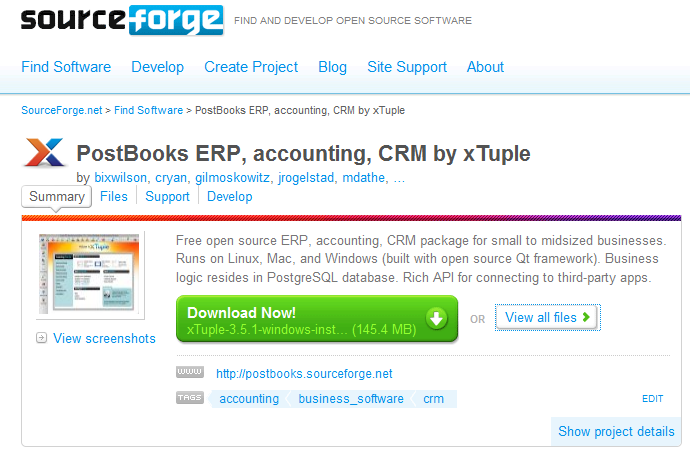 sourceforge FIND AND DEVELOP OPEN SOURCE SOFTWARE
Find Software Develop Create Project Blog Site Support About
SourceForge.net > Find Software > PostBooks ERP, accounting, CRM by xTuple
PostBooks ERP, accounting, CRM by xTuple
by bixwilson, cryan, gilmoskowitz, jrogelstad, mdathe, ...
Summary Files Support Develop
Free open source ERP, accounting, CRM package for small to midsized businesses.
Runs on Linux, Mac, and Windows (built with open source Qt framework). Business
logic resides in PostgreSQL database. Rich API for connecting to third-party apps.
Download Now!
xTuple-3.5.1-windows-inst... (145.4 MB)
OR
View all files
View screenshots
WWW http://postbooks.sourceforge.net
TAGS accounting business_software crm
EDIT
Show project details